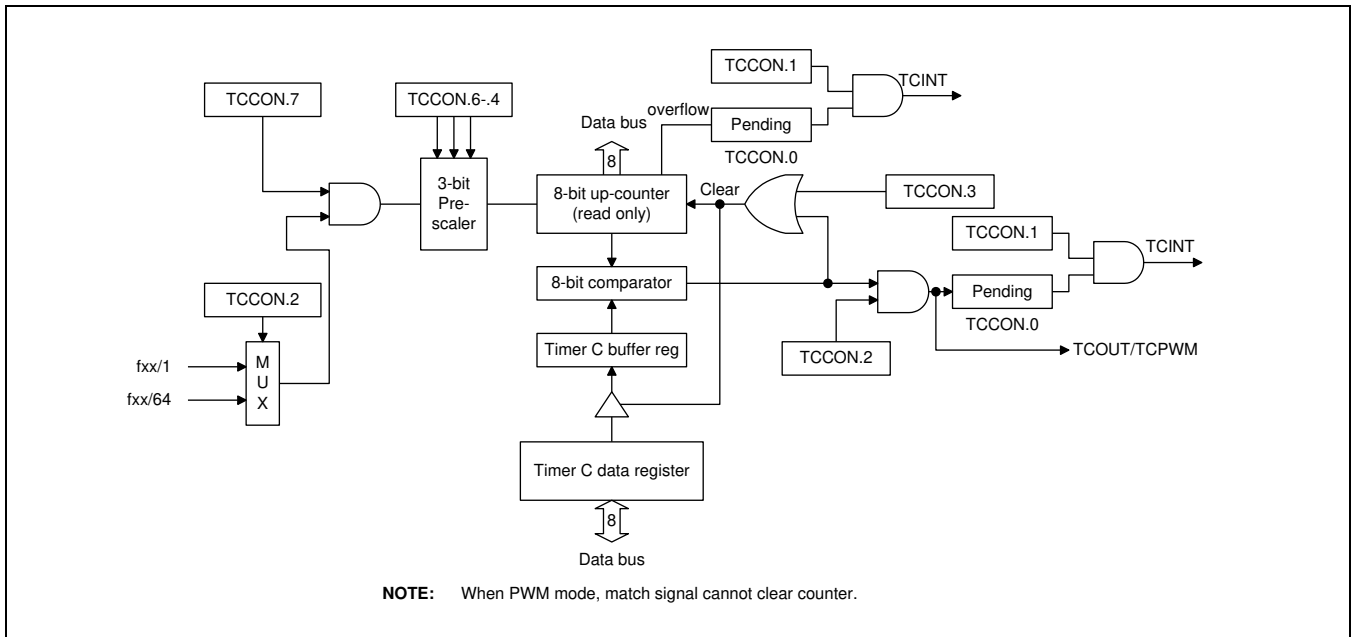 TCCON.1
TCINT
TCCON.7
TCCON.6-.4
overflow
Data bus
Pending
8
TCCON.0
3-bit
Pre-
scaler
8-bit up-counter
(read only)
Clear
TCCON.3
TCCON.1
TCINT
8-bit comparator
TCCON.2
Pending
TCCON.0
Timer C buffer reg
TCCON.2
TCOUT/TCPWM
fxx/1
fxx/64
M
U
X
Timer C data register
8
Data bus
NOTE: When PWM mode, match signal cannot clear counter.